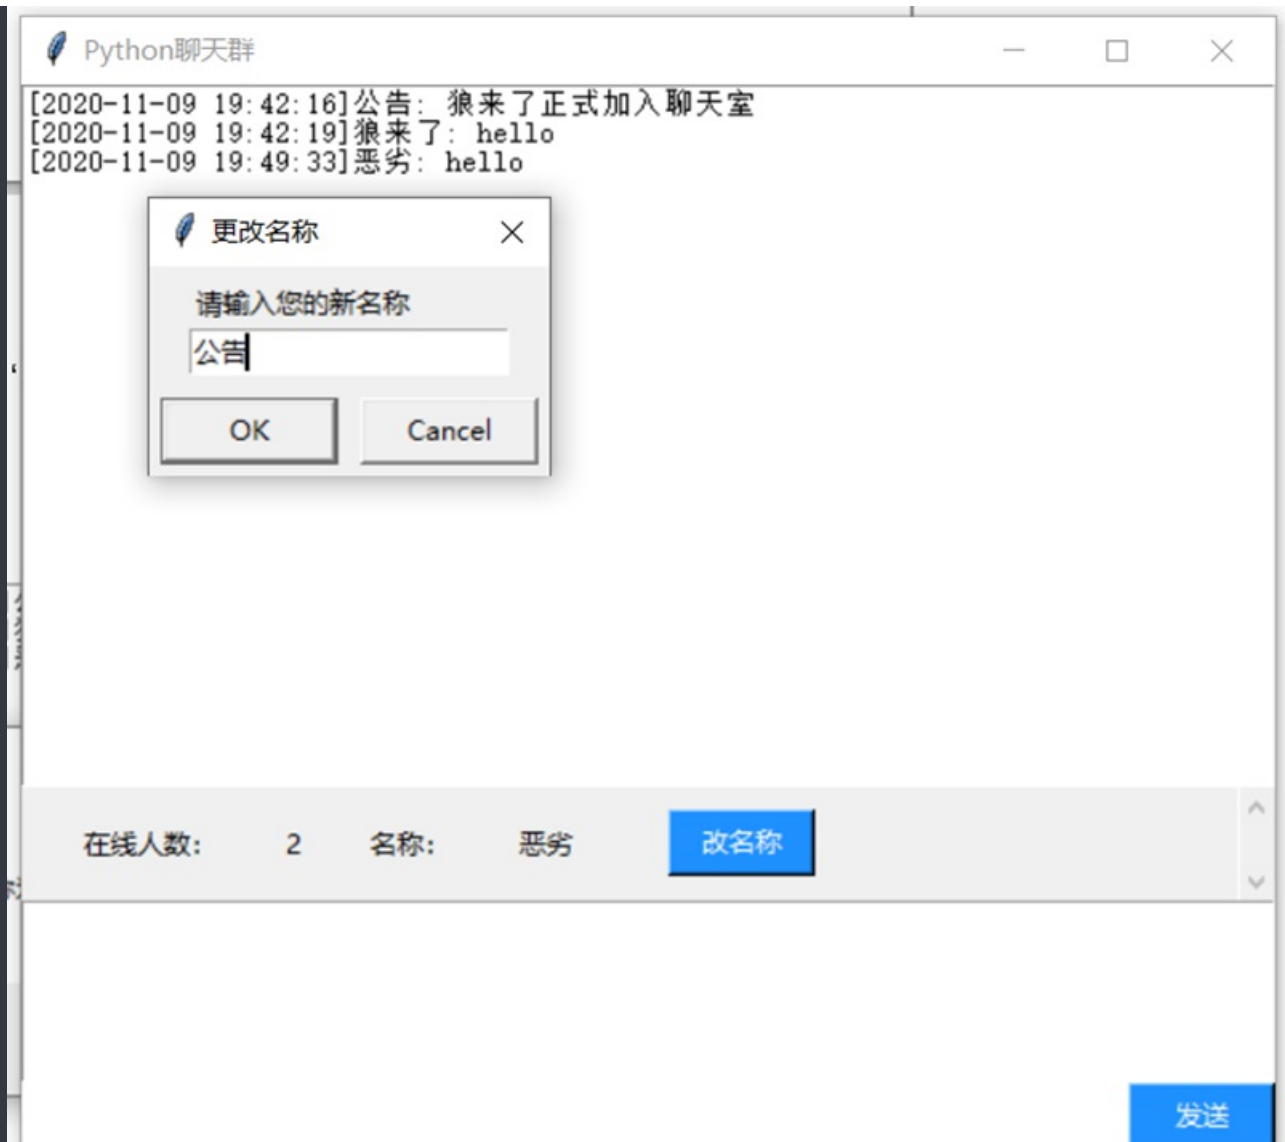 Python聊天群
[2020-11-09 19:42:16]公告: 狼来了正式加入聊天室
[2020-11-09 19:42:19]狼来了: hello
[2020-11-09 19:49:33]恶劣: hello
更改名称
请输入您的新名称
公告
OK Cancel
在线人数: 2 名称: 恶劣 改名称
发送